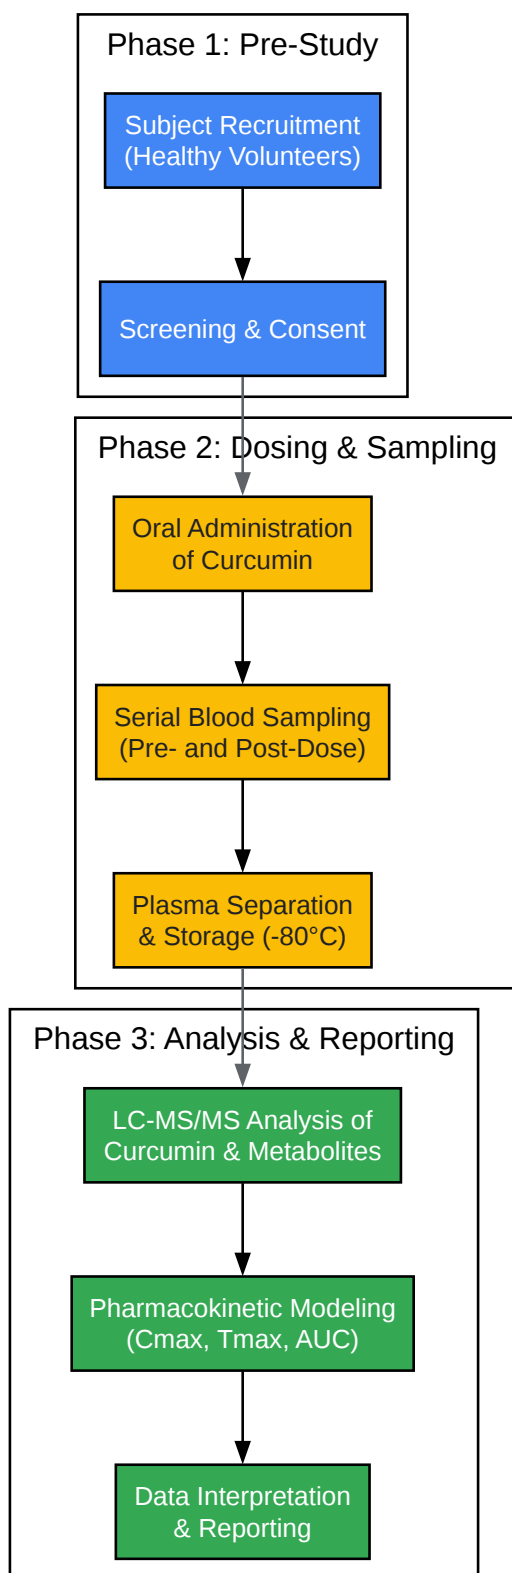 Phase 1: Pre-Study
Subject Recruitment
(Healthy Volunteers)
Screening & Consent
Phase 2: Dosing & Sampling
Oral Administration
of Curcumin
Serial Blood Sampling
(Pre- and Post-Dose)
Plasma Separation
& Storage (-80°C)
Phase 3: Analysis & Reporting
LC-MS/MS Analysis of
Curcumin & Metabolites
Pharmacokinetic Modeling
(Cmax, Tmax, AUC)
Data Interpretation
& Reporting